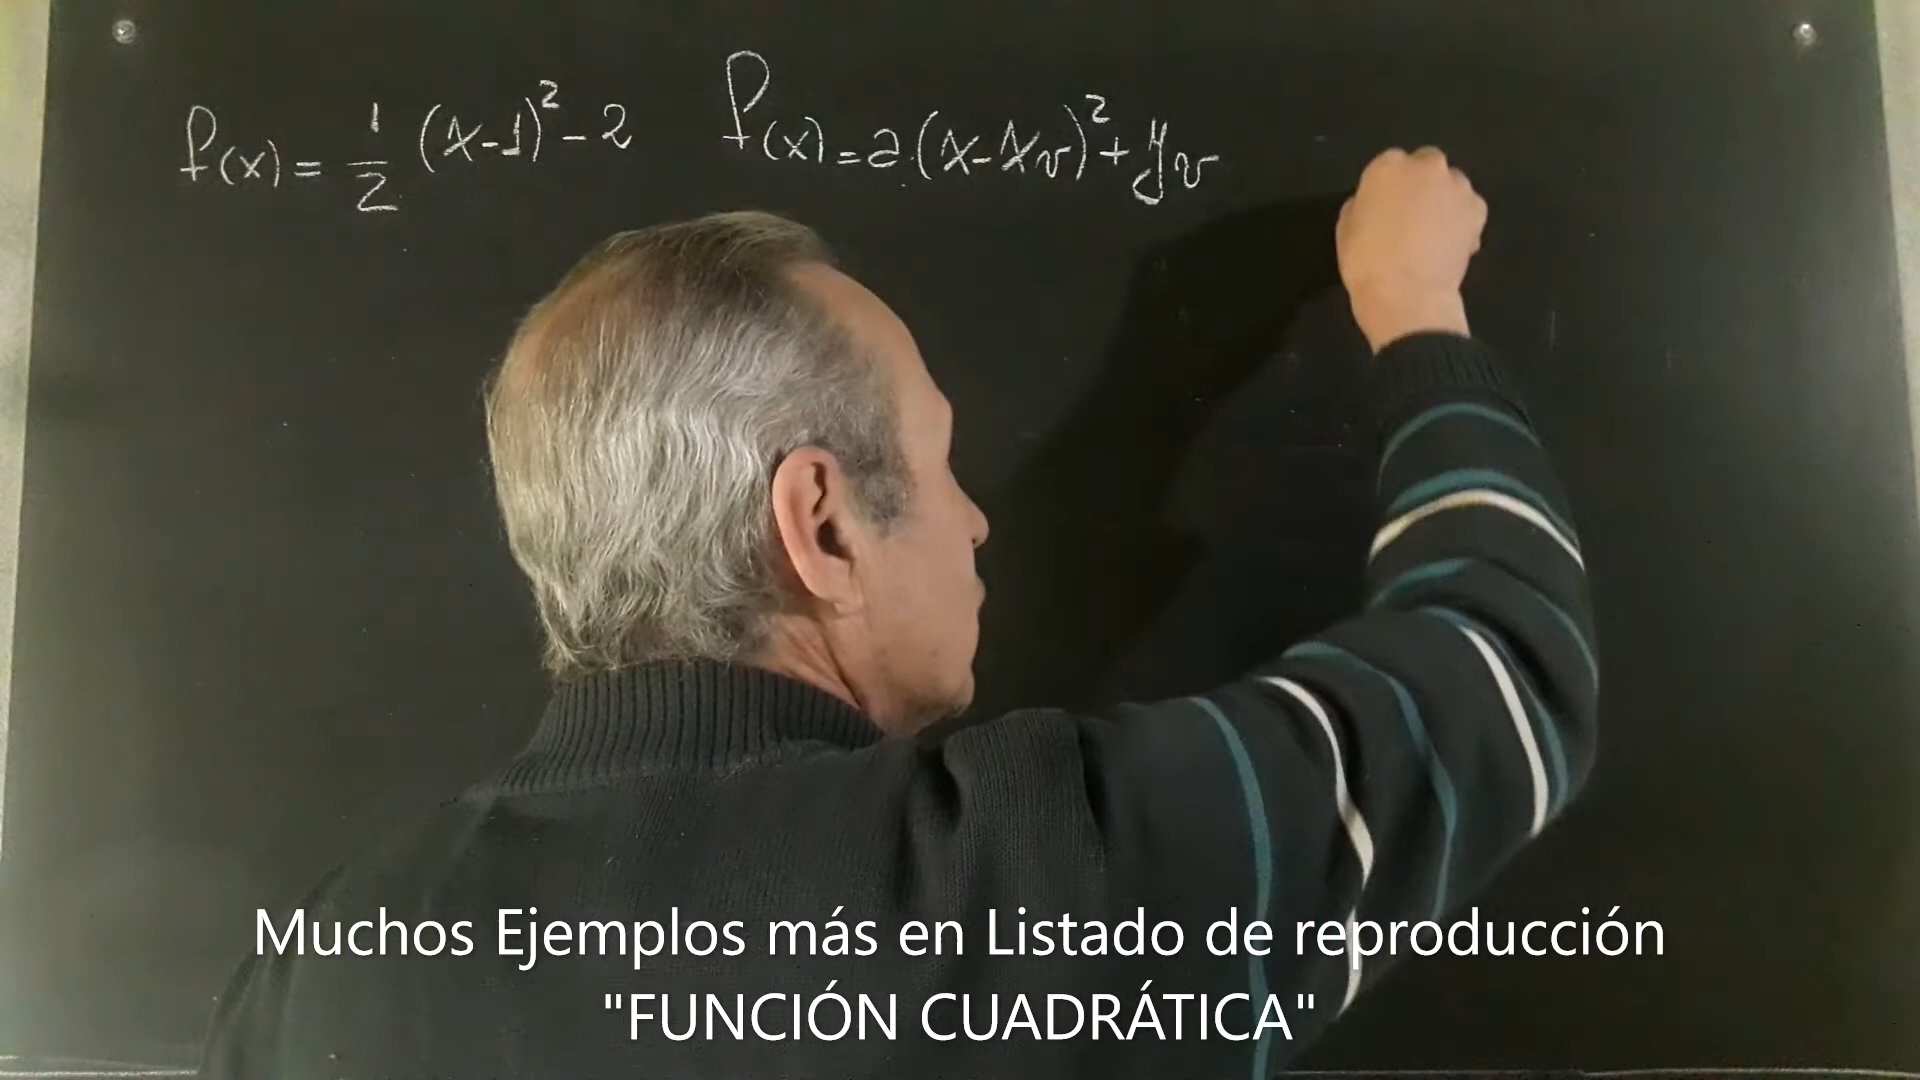 f(x) = 1/2 (x-1)² - 2    f(x) = a.(x-xv)² + yv
Muchos Ejemplos más en Listado de reproducción
"FUNCIÓN CUADRÁTICA"